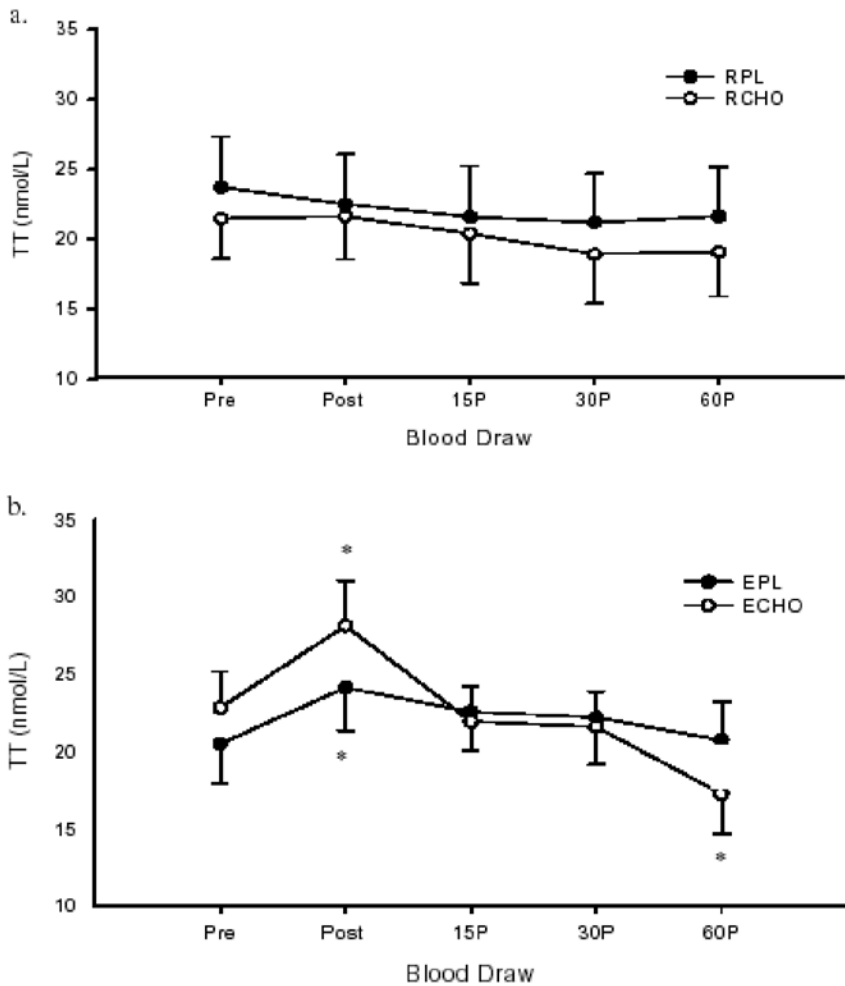 a.
35
30
25
20
15
10
TT (nmol/L)
RPL
RCHO
Pre Post 15P 30P 60P
Blood Draw
b.
35
30
25
20
15
10
TT (nmol/L)
EPL
ECHO
*
*
*
Pre Post 15P 30P 60P
Blood Draw